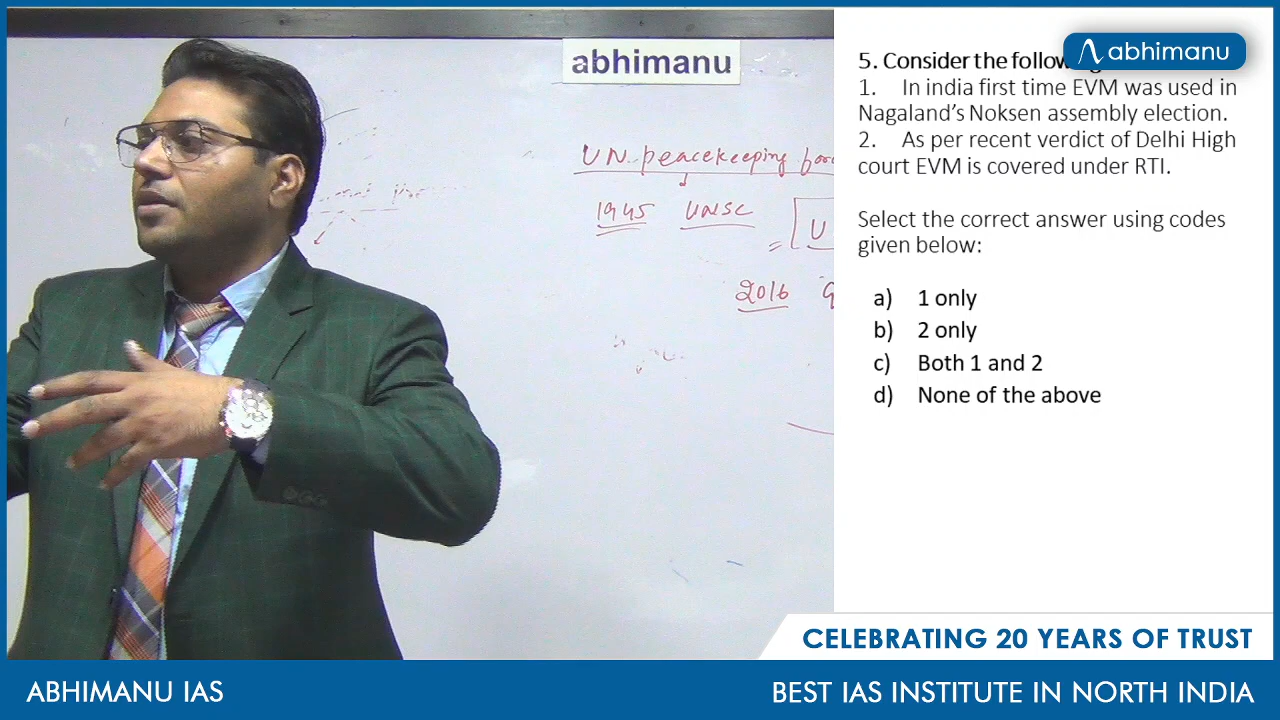 abhimanu
UN peacekeeping
1945 UNSC
= U
2016
abhimanu
5. Consider the following
1. In india first time EVM was used in
Nagaland's Noksen assembly election.
2. As per recent verdict of Delhi High
court EVM is covered under RTI.
Select the correct answer using codes
given below:
a) 1 only
b) 2 only
c) Both 1 and 2
d) None of the above
CELEBRATING 20 YEARS OF TRUST
ABHIMANU IAS
BEST IAS INSTITUTE IN NORTH INDIA